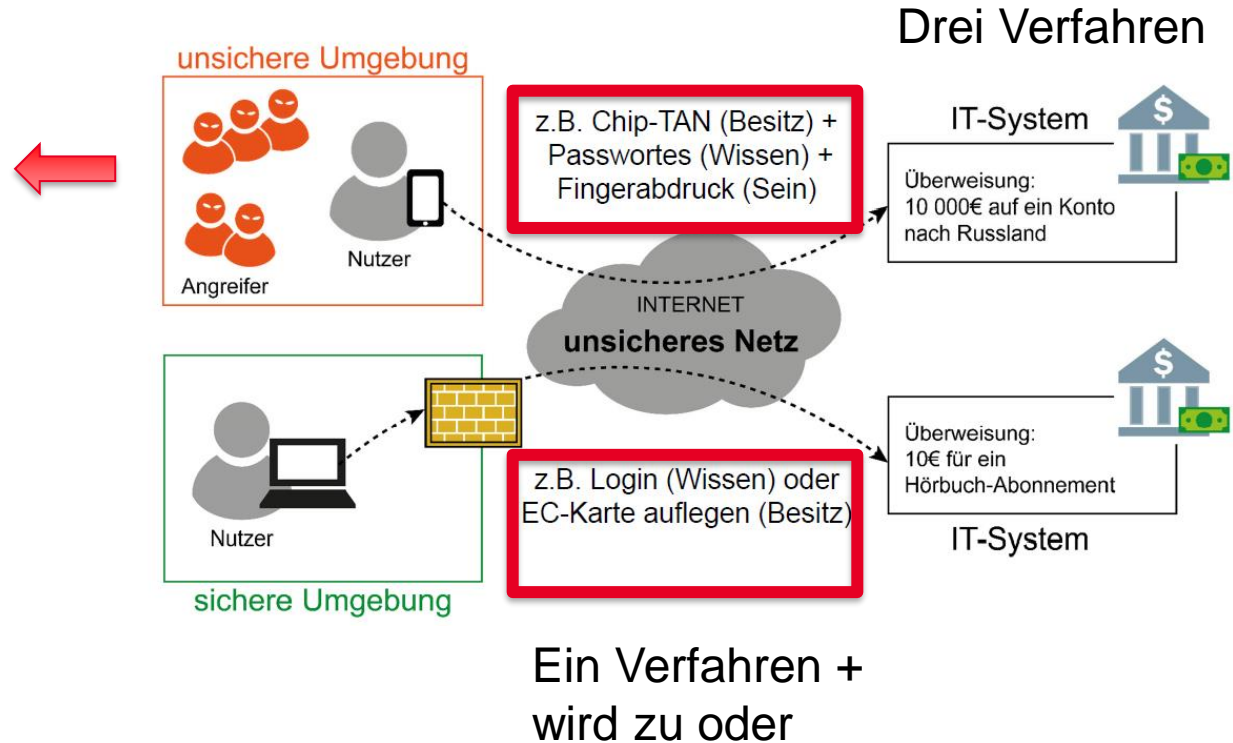 Drei Verfahren
unsichere Umgebung
z.B. Chip-TAN (Besitz) +
Passwortes (Wissen) +
Fingerabdruck (Sein)
IT-System
$
Überweisung:
10 000€ auf ein Konto
nach Russland
Nutzer
Angreifer
INTERNET
unsicheres Netz
$
Überweisung:
10€ für ein
Hörbuch-Abonnement
IT-System
z.B. Login (Wissen) oder
EC-Karte auflegen (Besitz)
Nutzer
sichere Umgebung
Ein Verfahren +
wird zu oder